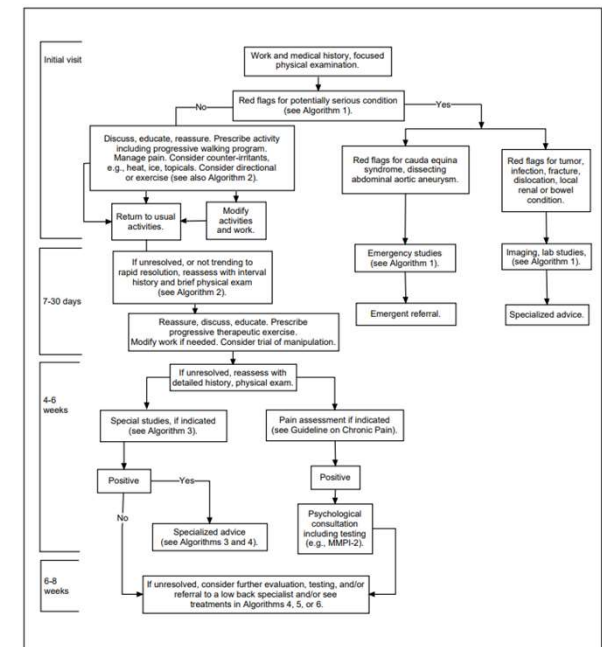 Initial visit
Work and medical history, focused
physical examination.
No
Red flags for potentially serious condition
(see Algorithm 1).
Yes
Discuss, educate, reassure. Prescribe activity
including progressive walking program.
Manage pain. Consider counter-irritants,
e.g., heat, ice, topicals. Consider directional
or exercise (see also Algorithm 2).
Red flags for cauda equina
syndrome, dissecting
abdominal aortic aneurysm.
Red flags for tumor,
infection, fracture,
dislocation, local
renal or bowel
condition.
Return to usual
activities.
Modify
activities
and work.
Emergency studies
(see Algorithm 1).
Imaging, lab studies,
(see Algorithm 1).
7-30 days
If unresolved, or not trending to
rapid resolution, reassess with interval
history and brief physical exam
(see Algorithm 2).
Emergent referral.
Specialized advice.
Reassure, discuss, educate. Prescribe
progressive therapeutic exercise.
Modify work if needed. Consider trial of manipulation.
4-6
weeks
If unresolved, reassess with
detailed history, physical exam.
Special studies, if indicated
(see Algorithm 3).
Pain assessment if indicated
(see Guideline on Chronic Pain).
Positive
Yes
Positive
No
Specialized advice
(see Algorithms 3 and 4).
Psychological
consultation
including testing
(e.g., MMPI-2).
6-8
weeks
If unresolved, consider further evaluation, testing, and/or
referral to a low back specialist and/or see
treatments in Algorithms 4, 5, or 6.